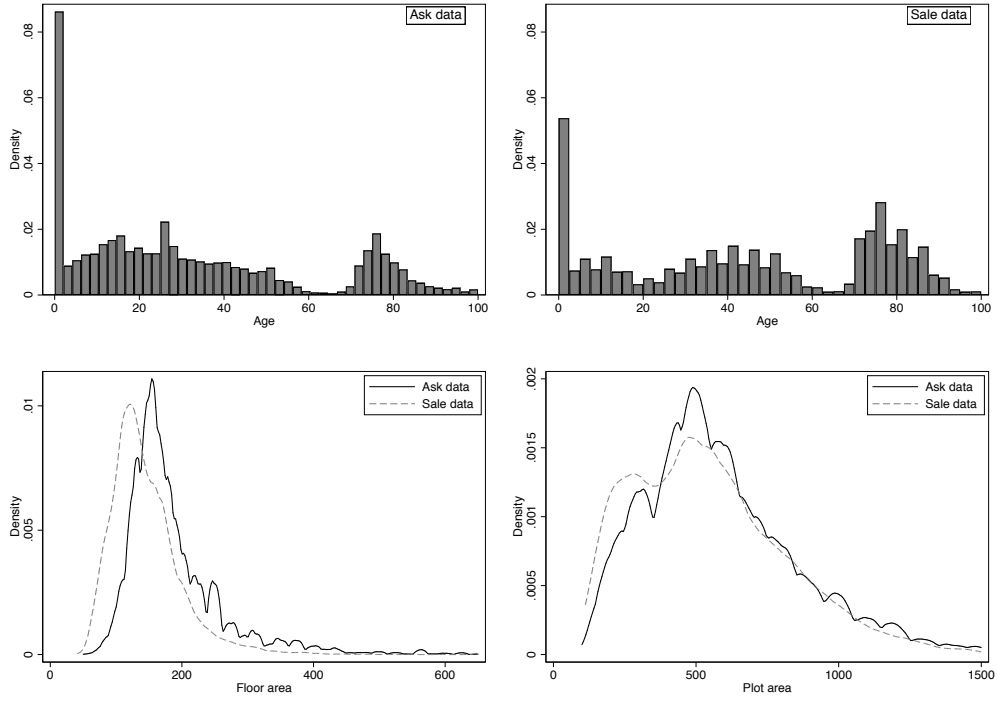 Ask data
Density
.08
.06
.04
.02
0
0 20 40 60 80 100
Age
Sale data
Density
.08
.06
.04
.02
0
0 20 40 60 80 100
Age
Ask data
Sale data
Density
.01
.005
0
0 200 400 600
Floor area
Ask data
Sale data
Density
.002
.0015
.001
.0005
0
0 500 1000 1500
Plot area